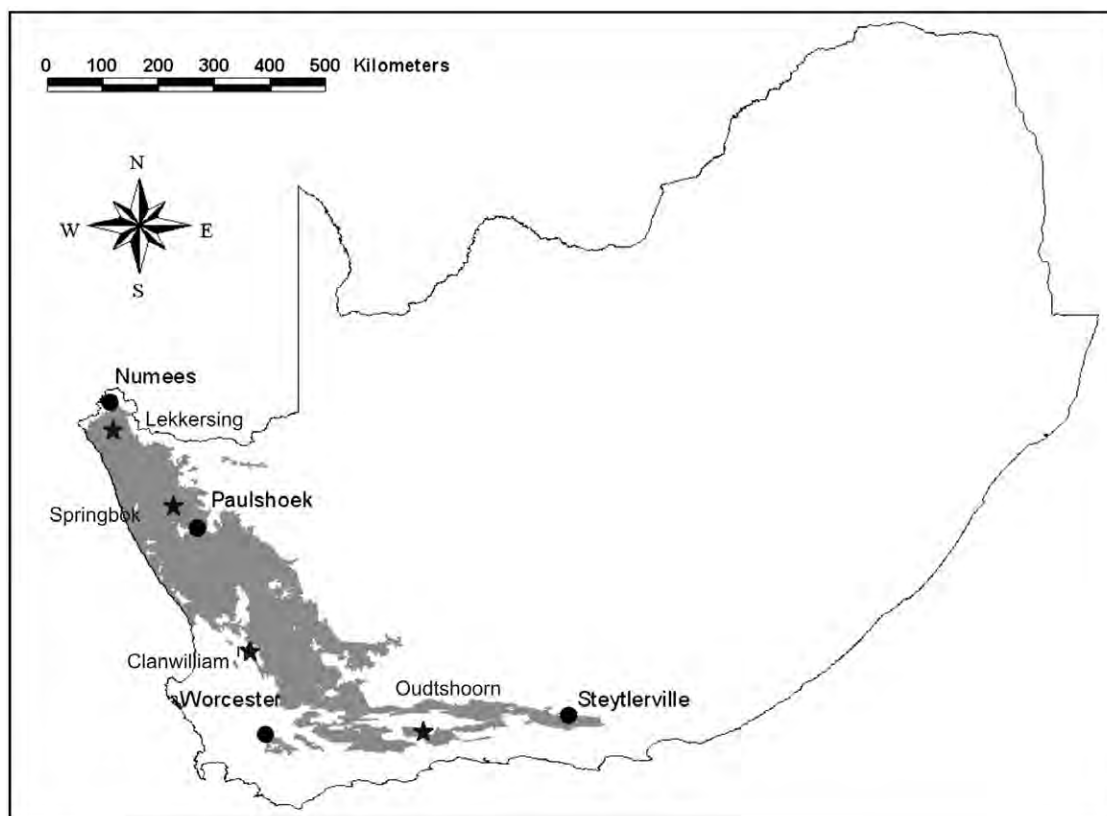 0 100 200 300 400 500 Kilometers
N
W E
S
Numees
Lekkersing
Paulshoek
Springbok
Clanwilliam
Oudtshoorn
Worcester
Steytlerville